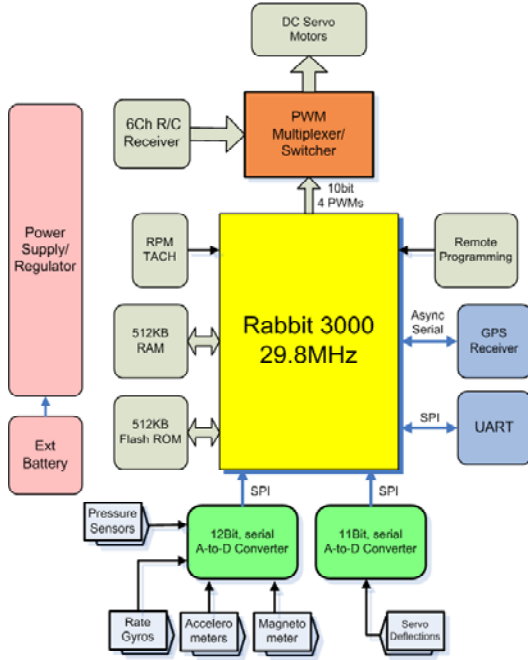 DC Servo
Motors
6Ch R/C
Receiver
PWM
Multiplexer/
Switcher
10bit
4 PWMs
Power
Supply/
Regulator
RPM
TACH
Remote
Programming
512KB
RAM
Rabbit 3000
29.8MHz
Async
Serial
GPS
Receiver
512KB
Flash ROM
SPI
UART
Ext
Battery
SPI
SPI
Pressure
Sensors
12Bit, serial
A-to-D Converter
11Bit, serial
A-to-D Converter
Rate
Gyros
Accelero
meters
Magneto
meter
Servo
Deflections